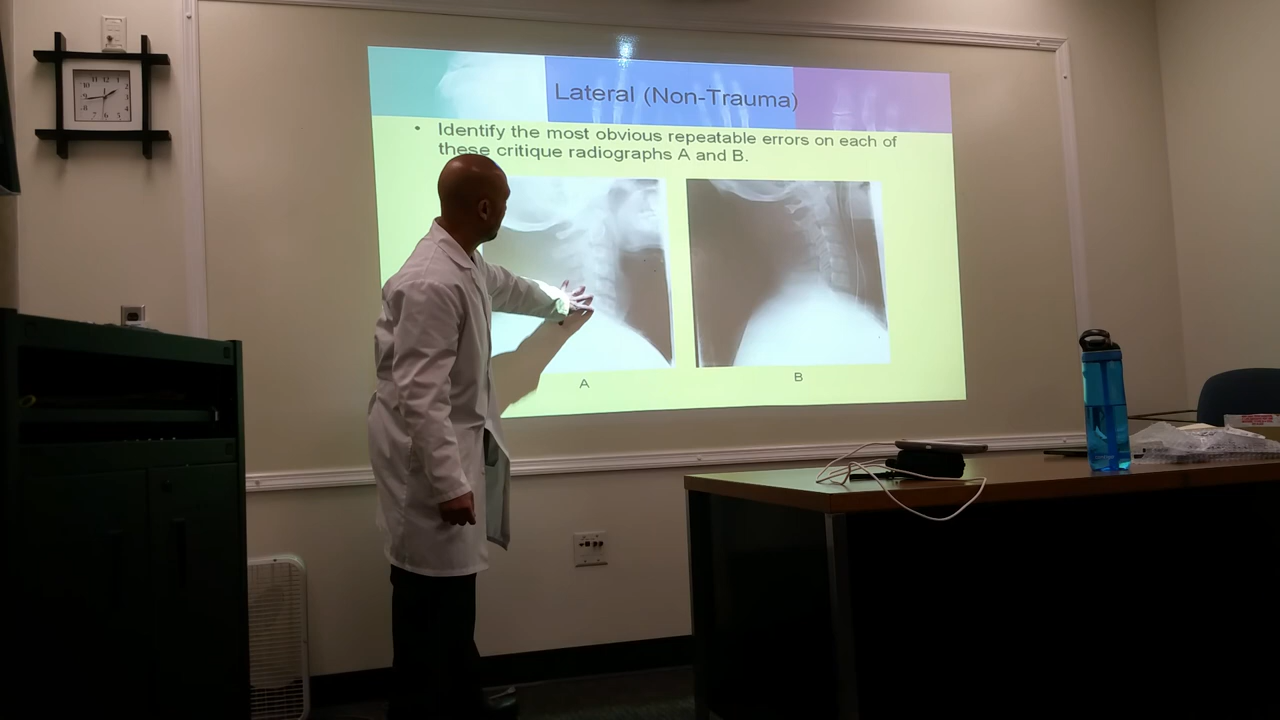 Lateral (Non-Trauma)
• Identify the most obvious repeatable errors on each of
these critique radiographs A and B.
A
B